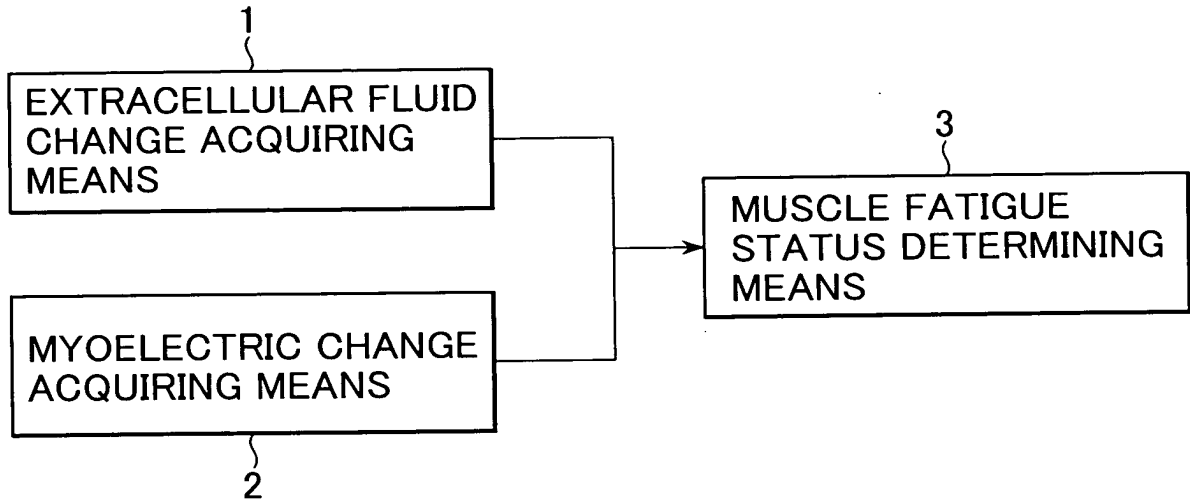 1
EXTRACELLULAR FLUID
CHANGE ACQUIRING
MEANS
3
MUSCLE FATIGUE
STATUS DETERMINING
MEANS
MYOELECTRIC CHANGE
ACQUIRING MEANS
2